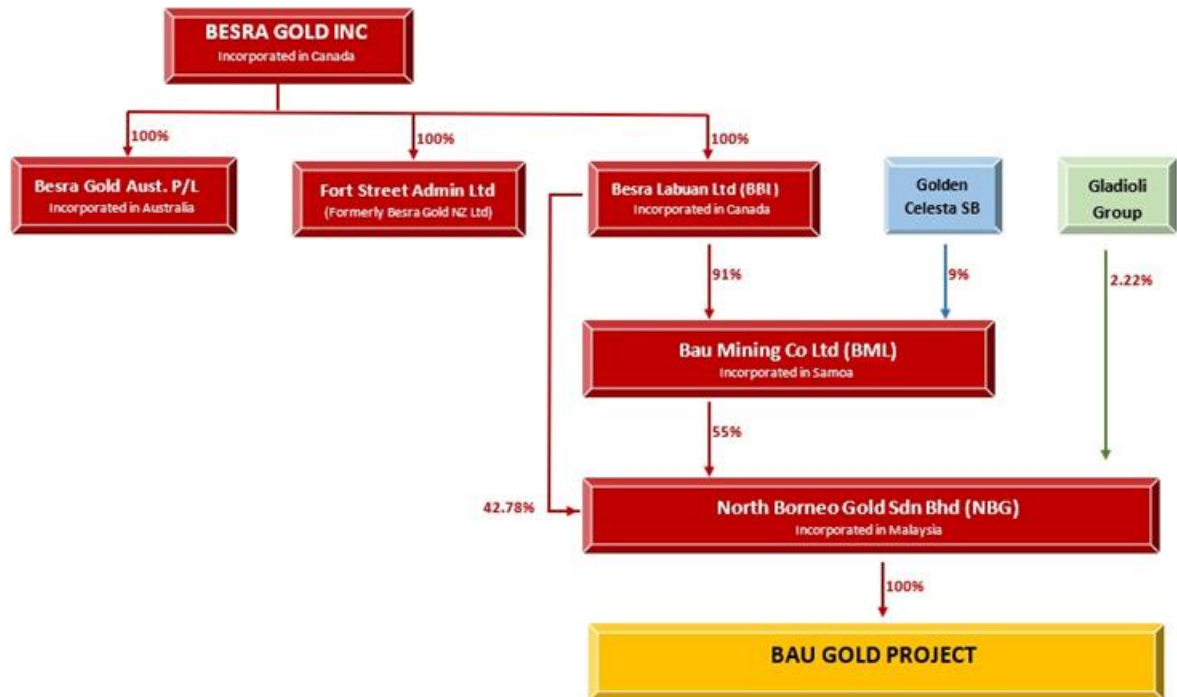 BESRA GOLD INC
Incorporated in Canada
100%
100%
100%
Besra Gold Aust. P/L
Incorporated in Australia
Fort Street Admin Ltd
(Formerly Besra Gold NZ Ltd)
Besra Labuan Ltd (BBL)
Incorporated in Canada
Golden
Celesta SB
Gladioli
Group
91%
9%
2.22%
Bau Mining Co Ltd (BML)
Incorporated in Samoa
55%
42.78%
North Borneo Gold Sdn Bhd (NBG)
Incorporated in Malaysia
100%
BAU GOLD PROJECT